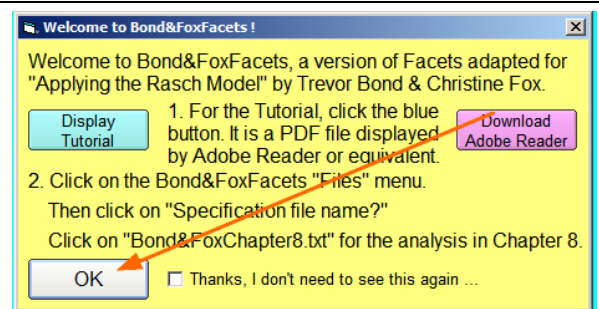 Welcome to Bond&FoxFacets !
Welcome to Bond&FoxFacets, a version of Facets adapted for
"Applying the Rasch Model" by Trevor Bond & Christine Fox.
Display
Tutorial
1. For the Tutorial, click the blue
button. It is a PDF file displayed
by Adobe Reader or equivalent.
Download
Adobe Reader
2. Click on the Bond&FoxFacets "Files" menu.
Then click on "Specification file name?"
Click on "Bond&FoxChapter8.txt" for the analysis in Chapter 8.
OK
Thanks, I don't need to see this again ...